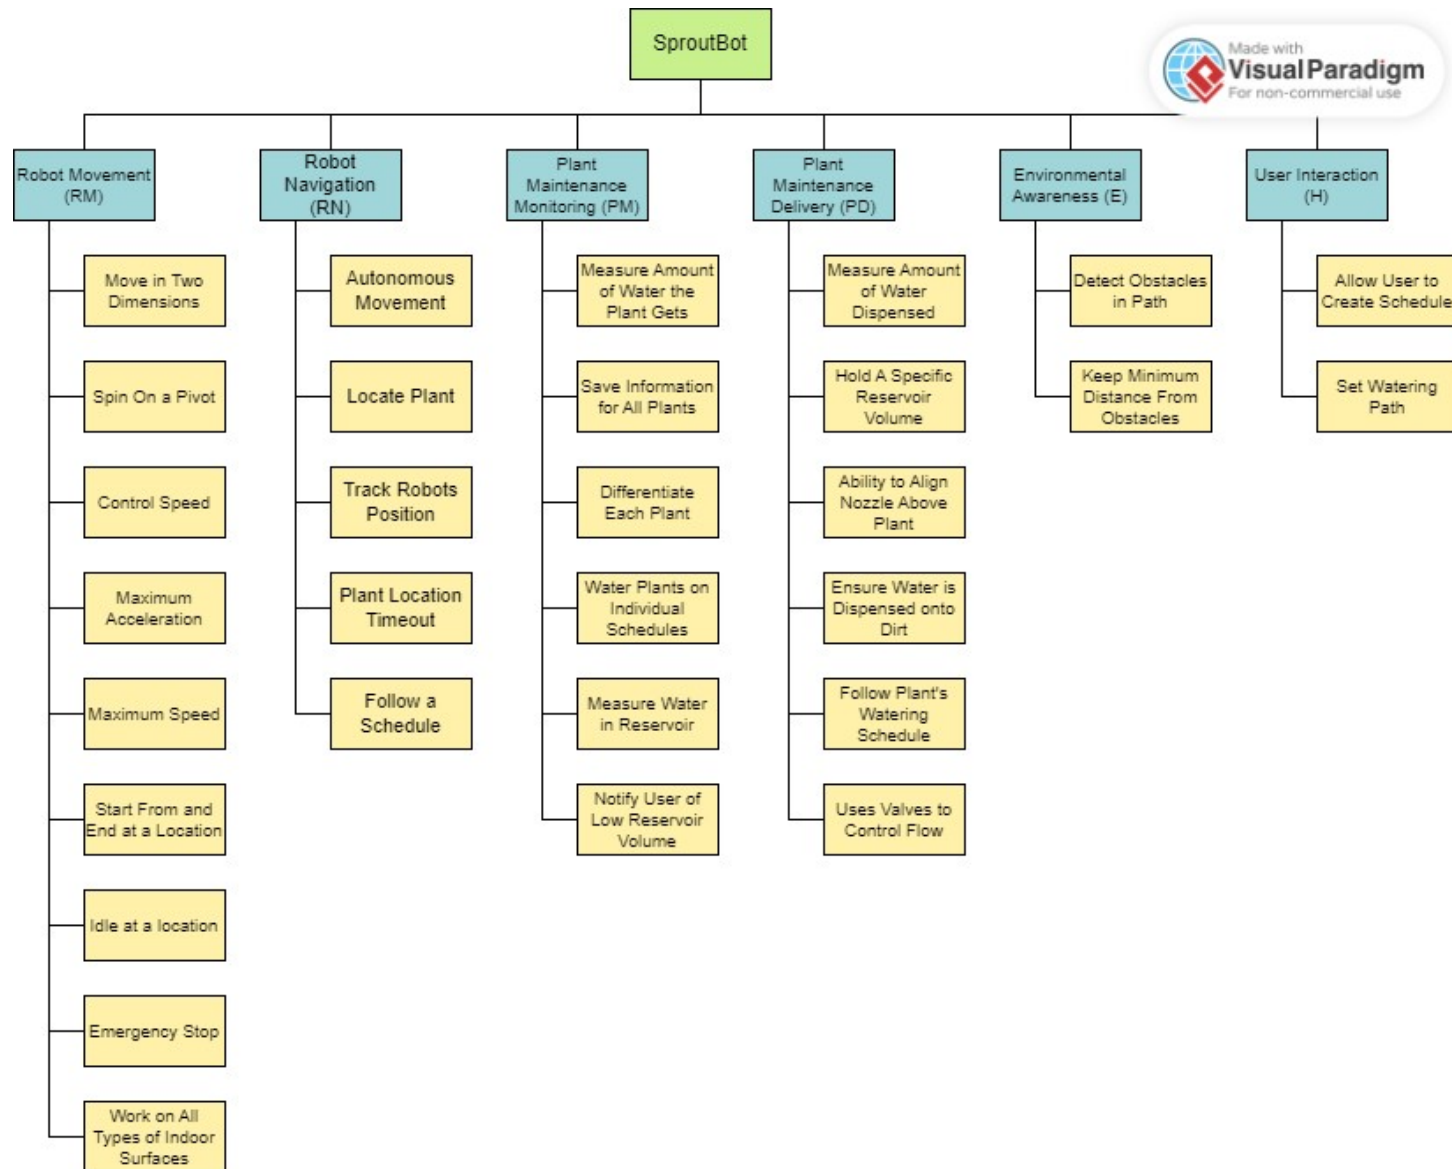 SproutBot
Made with
Visual Paradigm
For non-commercial use
Robot Movement
(RM)
Move in Two
Dimensions
Spin On a Pivot
Control Speed
Maximum
Acceleration
Maximum Speed
Start From and
End at a Location
Idle at a location
Emergency Stop
Work on All
Types of Indoor
Surfaces
Robot
Navigation
(RN)
Autonomous
Movement
Locate Plant
Track Robots
Position
Plant Location
Timeout
Follow a
Schedule
Plant
Maintenance
Monitoring (PM)
Measure Amount
of Water the
Plant Gets
Save Information
for All Plants
Differentiate
Each Plant
Water Plants on
Individual
Schedules
Measure Water
in Reservoir
Notify User of
Low Reservoir
Volume
Plant
Maintenance
Delivery (PD)
Measure Amount
of Water
Dispensed
Hold A Specific
Reservoir
Volume
Ability to Align
Nozzle Above
Plant
Ensure Water is
Dispensed onto
Dirt
Follow Plant's
Watering
Schedule
Uses Valves to
Control Flow
Environmental
Awareness (E)
Detect Obstacles
in Path
Keep Minimum
Distance From
Obstacles
User Interaction
(H)
Allow User to
Create Schedule
Set Watering
Path